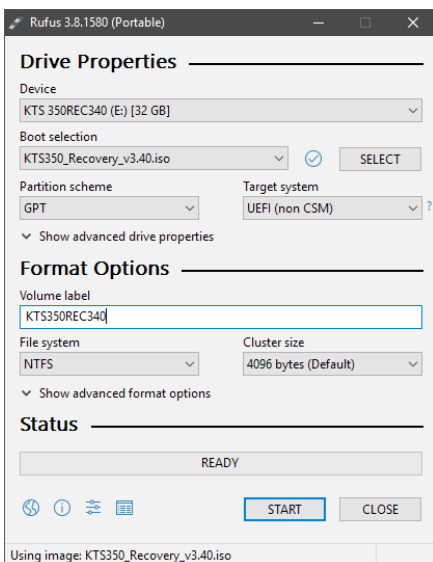 Rufus 3.8.1580 (Portable)
Drive Properties
Device
KTS 350REC340 (E:) [32 GB]
Boot selection
KTS350_Recovery_v3.40.iso
SELECT
Partition scheme
Target system
GPT
UEFI (non CSM)
?
Show advanced drive properties
Format Options
Volume label
KTS350REC340
File system
Cluster size
NTFS
4096 bytes (Default)
Show advanced format options
Status
READY
START
CLOSE
Using image: KTS350_Recovery_v3.40.iso